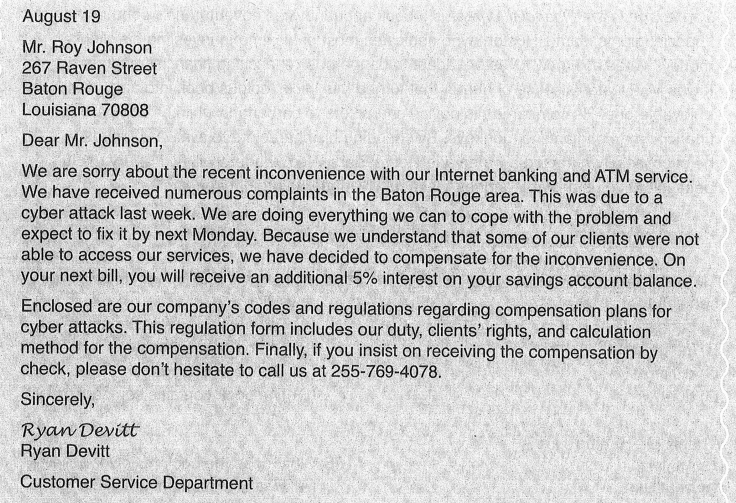 August 19
Mr. Roy Johnson
267 Raven Street
Baton Rouge
Louisiana 70808
Dear Mr. Johnson,
We are sorry about the recent inconvenience with our Internet banking and ATM service.
We have received numerous complaints in the Baton Rouge area. This was due to a
cyber attack last week. We are doing everything we can to cope with the problem and
expect to fix it by next Monday. Because we understand that some of our clients were not
able to access our services, we have decided to compensate for the inconvenience. On
your next bill, you will receive an additional 5% interest on your savings account balance.
Enclosed are our company's codes and regulations regarding compensation plans for
cyber attacks. This regulation form includes our duty, clients' rights, and calculation
method for the compensation. Finally, if you insist on receiving the compensation by
check, please don't hesitate to call us at 255-769-4078.
Sincerely,
Ryan Devitt
Ryan Devitt
Customer Service Department